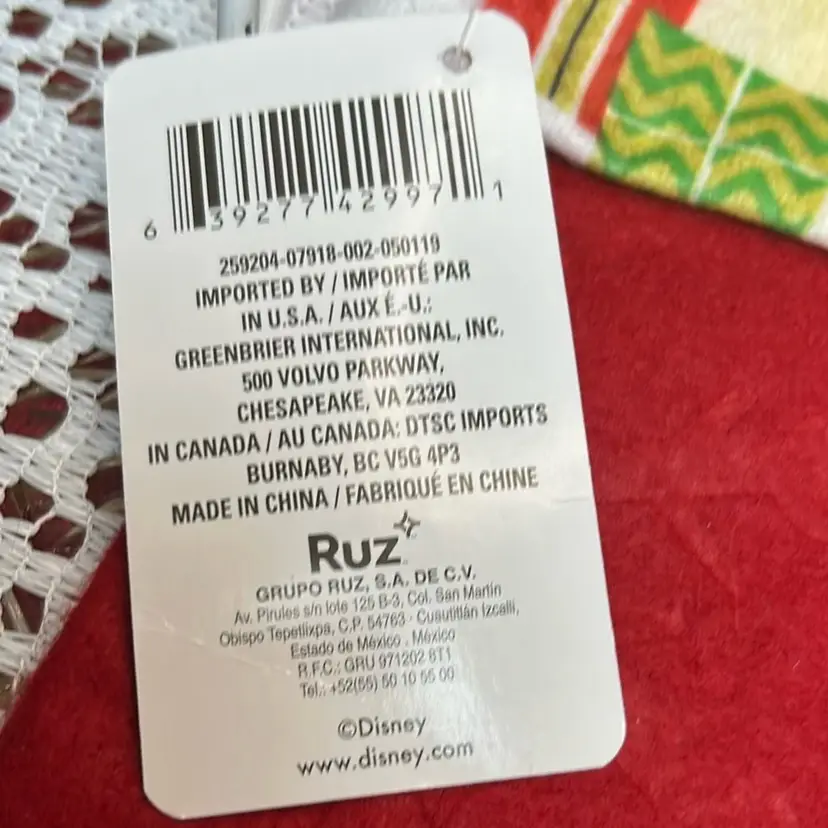 6 39277 42997 1
259204-07918-002-050119
IMPORTED BY / IMPORTÉ PAR
IN U.S.A. / AUX É.-U.:
GREENBRIER INTERNATIONAL, INC.
500 VOLVO PARKWAY,
CHESAPEAKE, VA 23320
IN CANADA / AU CANADA: DTSC IMPORTS
BURNABY, BC V5G 4P3
MADE IN CHINA / FABRIQUÉ EN CHINE
RUZ
GRUPO RUZ, S.A. DE C.V.
Av. Pirules s/n lote 125 B-3, Col. San Martín
Obispo Tepetlixpa, C.P. 54763 · Cuautitlán Izcalli,
Estado de México . México
R.F.C.: GRU 971202 8T1
Tel.: +52(55) 50 10 55 00
©Disney
www.disney.com